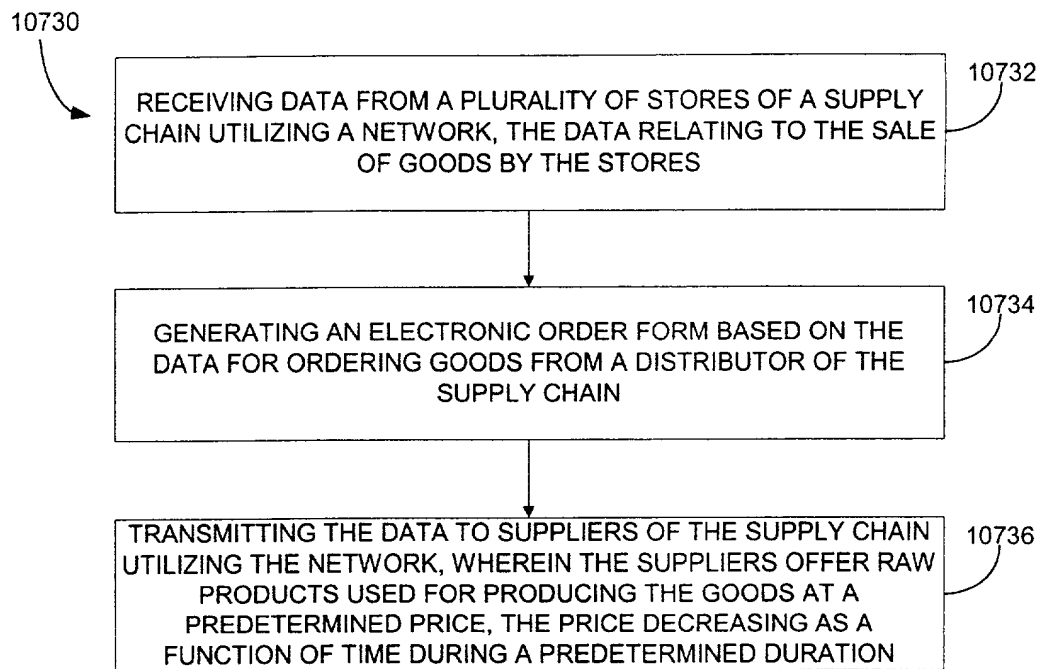 10730
10732
RECEIVING DATA FROM A PLURALITY OF STORES OF A SUPPLY
CHAIN UTILIZING A NETWORK, THE DATA RELATING TO THE SALE
OF GOODS BY THE STORES
10734
GENERATING AN ELECTRONIC ORDER FORM BASED ON THE
DATA FOR ORDERING GOODS FROM A DISTRIBUTOR OF THE
SUPPLY CHAIN
10736
TRANSMITTING THE DATA TO SUPPLIERS OF THE SUPPLY CHAIN
UTILIZING THE NETWORK, WHEREIN THE SUPPLIERS OFFER RAW
PRODUCTS USED FOR PRODUCING THE GOODS AT A
PREDETERMINED PRICE, THE PRICE DECREASING AS A
FUNCTION OF TIME DURING A PREDETERMINED DURATION